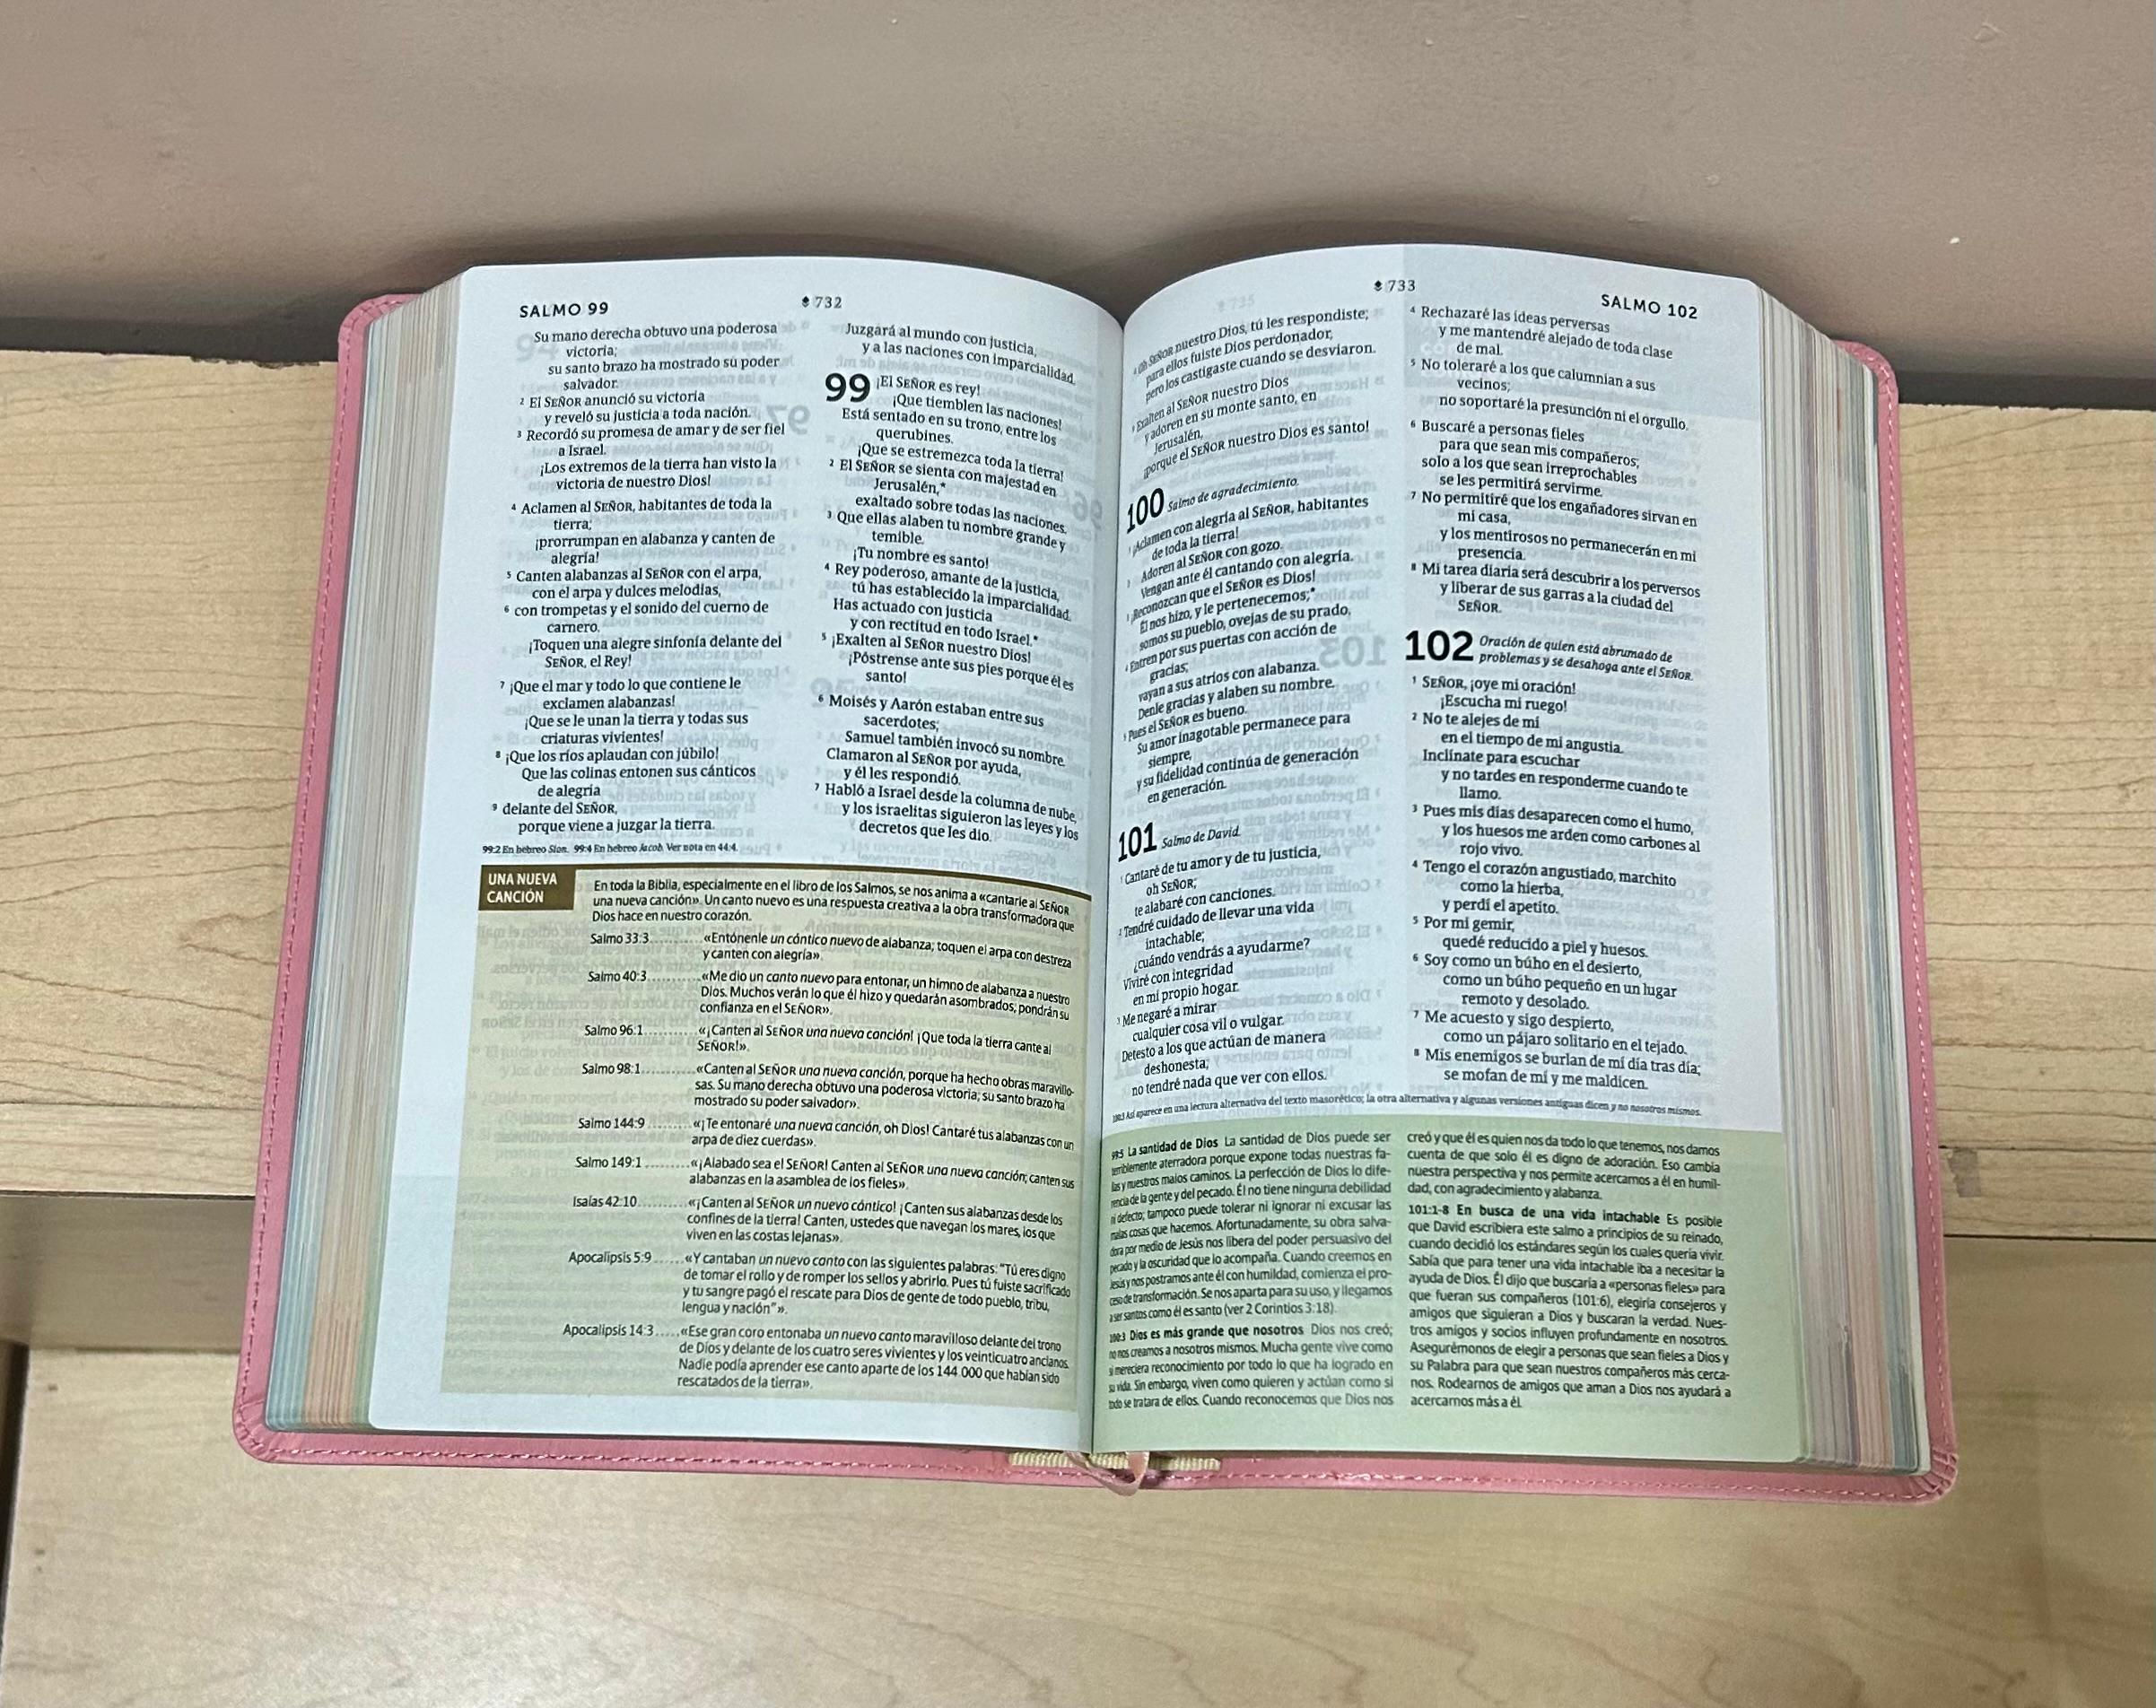 SALMO 99
732
Su mano derecha obtuvo una poderosa
victoria;
su santo brazo ha mostrado su poder
salvador.
2 El SEÑOR anunció su victoria
y reveló su justicia a toda nación.
3 Recordó su promesa de amar y de ser fiel
a Israel.
¡Los extremos de la tierra han visto la
victoria de nuestro Dios!
4 Aclamen al SEÑOR, habitantes de toda la
tierra;
¡prorrumpan en alabanza y canten de
alegría!
5 Canten alabanzas al SEÑOR con el arpa,
con el arpa y dulces melodías,
6 con trompetas y el sonido del cuerno de
carnero.
¡Toquen una alegre sinfonía delante del
SEÑOR, el Rey!
7 ¡Que el mar y todo lo que contiene le
exclamen alabanzas!
¡Que se le unan la tierra y todas sus
criaturas vivientes!
8 ¡Que los ríos aplaudan con júbilo!
Que las colinas entonen sus cánticos
de alegría
9 delante del SEÑOR,
porque viene a juzgar la tierra.
Juzgará al mundo con justicia,
y a las naciones con imparcialidad.
99 ¡El SEÑOR es rey!
¡Que tiemblen las naciones!
Está sentado en su trono, entre los
querubines.
¡Que se estremezca toda la tierra!
2 El SEÑOR se sienta con majestad en
Jerusalén,*
exaltado sobre todas las naciones.
3 Que ellas alaben tu nombre grande y
temible.
¡Tu nombre es santo!
4 Rey poderoso, amante de la justicia,
tú has establecido la imparcialidad.
Has actuado con justicia
y con rectitud en todo Israel.*
5 ¡Exalten al SEÑOR nuestro Dios!
¡Póstrense ante sus pies porque él es
santo!
6 Moisés y Aarón estaban entre sus
sacerdotes;
Samuel también invocó su nombre.
Clamaron al SEÑOR por ayuda,
y él les respondió.
7 Habló a Israel desde la columna de nube,
y los israelitas siguieron las leyes y los
decretos que les dio.
99:2 En hebreo Sion. 99:4 En hebreo Jacob. Ver nota en 44:4.
UNA NUEVA
CANCIÓN
En toda la Biblia, especialmente en el libro de los Salmos, se nos anima a «cantarle al SEÑOR
una nueva canción». Un canto nuevo es una respuesta creativa a la obra transformadora que
Dios hace en nuestro corazón.
Salmo 33:3.......... «Entónenle un cántico nuevo de alabanza; toquen el arpa con destreza
y canten con alegría».
Salmo 40:3.......... «Me dio un canto nuevo para entonar, un himno de alabanza a nuestro
Dios. Muchos verán lo que él hizo y quedarán asombrados; pondrán su
confianza en el SEÑOR».
Salmo 96:1.......... «¡Canten al SEÑOR una nueva canción! ¡Que toda la tierra cante al
SEÑOR!».
Salmo 98:1.......... «Canten al SEÑOR una nueva canción, porque ha hecho obras maravillo-
sas. Su mano derecha obtuvo una poderosa victoria; su santo brazo ha
mostrado su poder salvador».
Salmo 144:9 ........ «¡Te entonaré una nueva canción, oh Dios! Cantaré tus alabanzas con un
arpa de diez cuerdas».
Salmo 149:1 ........ «¡Alabado sea el SEÑOR! Canten al SEÑOR una nueva canción; canten sus
alabanzas en la asamblea de los fieles».
Isaías 42:10.......... «¡Canten al SEÑOR un nuevo cántico! ¡Canten sus alabanzas desde los
confines de la tierra! Canten, ustedes que navegan los mares, los que
viven en las costas lejanas».
Apocalipsis 5:9 ...... «Y cantaban un nuevo canto con las siguientes palabras: "Tú eres digno
de tomar el rollo y de romper los sellos y abrirlo. Pues tú fuiste sacrificado
y tu sangre pagó el rescate para Dios de gente de todo pueblo, tribu,
lengua y nación"».
Apocalipsis 14:3..... «Ese gran coro entonaba un nuevo canto maravilloso delante del trono
de Dios y delante de los cuatro seres vivientes y los veinticuatro ancianos.
Nadie podía aprender ese canto aparte de los 144 000 que habían sido
rescatados de la tierra».
733
SALMO 102
8 Oh SEÑOR nuestro Dios, tú les respondiste;
para ellos fuiste Dios perdonador,
pero los castigaste cuando se desviaron.
9 Exalten al SEÑOR nuestro Dios
y adoren en su monte santo, en
Jerusalén,
¡porque el SEÑOR nuestro Dios es santo!
100 Salmo de agradecimiento.
1 ¡Aclamen con alegría al SEÑOR, habitantes
de toda la tierra!
2 Adoren al SEÑOR con gozo.
Vengan ante él cantando con alegría.
3 ¡Reconozcan que el SEÑOR es Dios!
Él nos hizo, y le pertenecemos;*
somos su pueblo, ovejas de su prado.
4 Entren por sus puertas con acción de
gracias;
vayan a sus atrios con alabanza.
Denle gracias y alaben su nombre.
5 Pues el SEÑOR es bueno.
Su amor inagotable permanece para
siempre,
y su fidelidad continúa de generación
en generación.
101 Salmo de David.
1 Cantaré de tu amor y de tu justicia,
oh SEÑOR;
te alabaré con canciones.
2 Tendré cuidado de llevar una vida
intachable;
¿cuándo vendrás a ayudarme?
Viviré con integridad
en mi propio hogar.
3 Me negaré a mirar
cualquier cosa vil o vulgar.
Detesto a los que actúan de manera
deshonesta;
no tendré nada que ver con ellos.
4 Rechazaré las ideas perversas
y me mantendré alejado de toda clase
de mal.
5 No toleraré a los que calumnian a sus
vecinos;
no soportaré la presunción ni el orgullo.
6 Buscaré a personas fieles
para que sean mis compañeros;
solo a los que sean irreprochables
se les permitirá servirme.
7 No permitiré que los engañadores sirvan en
mi casa,
y los mentirosos no permanecerán en mi
presencia.
8 Mi tarea diaria será descubrir a los perversos
y liberar de sus garras a la ciudad del
SEÑOR.
102 Oración de quien está abrumado de
problemas y se desahoga ante el SEÑOR.
1 SEÑOR, ¡oye mi oración!
¡Escucha mi ruego!
2 No te alejes de mí
en el tiempo de mi angustia.
Inclínate para escuchar
y no tardes en responderme cuando te
llamo.
3 Pues mis días desaparecen como el humo,
y los huesos me arden como carbones al
rojo vivo.
4 Tengo el corazón angustiado, marchito
como la hierba,
y perdí el apetito.
5 Por mi gemir,
quedé reducido a piel y huesos.
6 Soy como un búho en el desierto,
como un búho pequeño en un lugar
remoto y desolado.
7 Me acuesto y sigo despierto,
como un pájaro solitario en el tejado.
8 Mis enemigos se burlan de mí día tras día;
se mofan de mí y me maldicen.
100:3 Así aparece en una lectura alternativa del texto masorético; la otra alternativa y algunas versiones antiguas dicen y no nosotros mismos.
99:5 La santidad de Dios La santidad de Dios puede ser
terriblemente aterradora porque expone todas nuestras fa-
llas y nuestros malos caminos. La perfección de Dios lo dife-
rencia de la gente y del pecado. Él no tiene ninguna debilidad
ni defecto; tampoco puede tolerar ni ignorar ni excusar las
malas cosas que hacemos. Afortunadamente, su obra salva-
dora por medio de Jesús nos libera del poder persuasivo del
pecado y la oscuridad que lo acompaña. Cuando creemos en
Jesús y nos postramos ante él con humildad, comienza el pro-
ceso de transformación. Se nos aparta para su uso, y llegamos
a ser santos como él es santo (ver 2 Corintios 3:18).
100:3 Dios es más grande que nosotros Dios nos creó;
no nos creamos a nosotros mismos. Mucha gente vive como
si mereciera reconocimiento por todo lo que ha logrado en
su vida. Sin embargo, viven como quieren y actúan como si
todo se tratara de ellos. Cuando reconocemos que Dios nos
creó y que él es quien nos da todo lo que tenemos, nos damos
cuenta de que solo él es digno de adoración. Eso cambia
nuestra perspectiva y nos permite acercarnos a él en humil-
dad, con agradecimiento y alabanza.
101:1-8 En busca de una vida intachable Es posible
que David escribiera este salmo a principios de su reinado,
cuando decidió los estándares según los cuales quería vivir.
Sabía que para tener una vida intachable iba a necesitar la
ayuda de Dios. Él dijo que buscaría a «personas fieles» para
que fueran sus compañeros (101:6), elegiría consejeros y
amigos que siguieran a Dios y buscaran la verdad. Nues-
tros amigos y socios influyen profundamente en nosotros.
Asegurémonos de elegir a personas que sean fieles a Dios y
su Palabra para que sean nuestros compañeros más cerca-
nos. Rodearnos de amigos que aman a Dios nos ayudará a
acercarnos más a él.